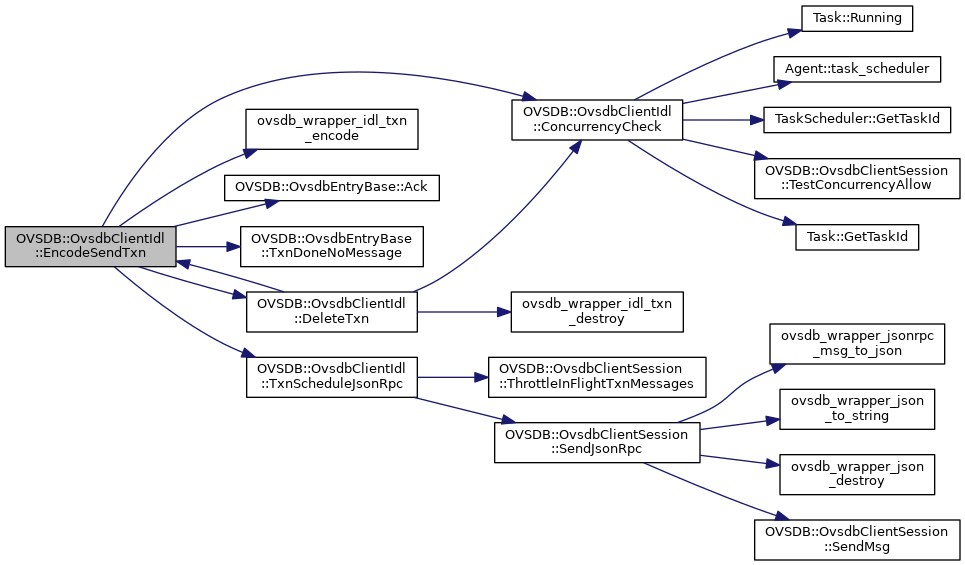 OVSDB::OvsdbClientIdl
::EncodeSendTxn
ovsdb_wrapper_idl_txn
_encode
OVSDB::OvsdbEntryBase::Ack
OVSDB::OvsdbEntryBase
::TxnDoneNoMessage
OVSDB::OvsdbClientIdl
::DeleteTxn
OVSDB::OvsdbClientIdl
::TxnScheduleJsonRpc
OVSDB::OvsdbClientIdl
::ConcurrencyCheck
ovsdb_wrapper_idl_txn
_destroy
OVSDB::OvsdbClientSession
::ThrottleInFlightTxnMessages
OVSDB::OvsdbClientSession
::SendJsonRpc
Task::Running
Agent::task_scheduler
TaskScheduler::GetTaskId
OVSDB::OvsdbClientSession
::TestConcurrencyAllow
Task::GetTaskId
ovsdb_wrapper_jsonrpc
_msg_to_json
ovsdb_wrapper_json
_to_string
ovsdb_wrapper_json
_destroy
OVSDB::OvsdbClientSession
::SendMsg